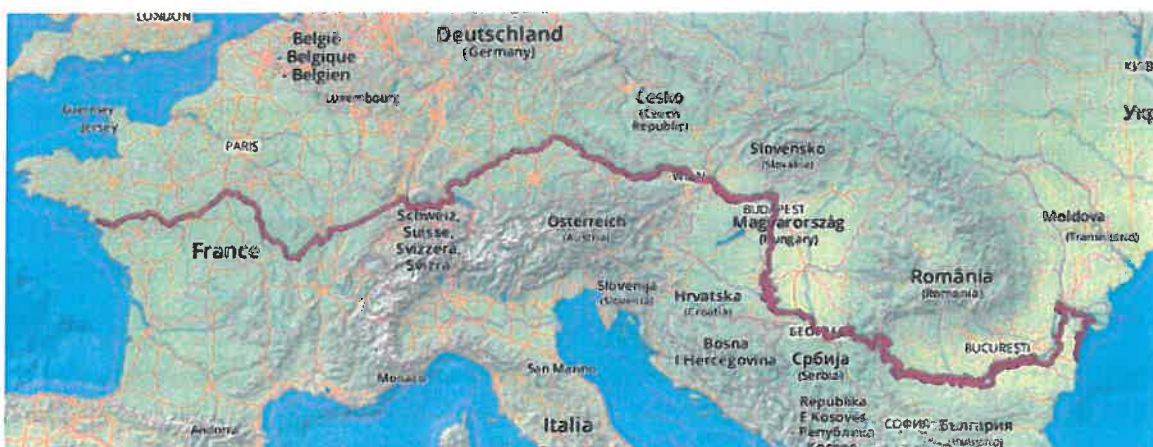 LONDON
België
- Belgique
- Belgien
Deutschland
(Germany)
Luxembourg
Česko
(Czech
Republic)
Guernsey
Jersey
PARIS
Slovensko
(Slovakia)
WIEN
BUDAPEST
Magyarország
(Hungary)
Moldova
France
Schweiz,
Suisse,
Svizzera,
Svizra
Österreich
(Austria)
România
(Romania)
Slovenija
(Slovenia)
Hrvatska
(Croatia)
Bosna
i Hercegovina
Србија
(Serbia)
BUCUREȘTI
Monaco
San Marino
Republika
Andorra
Italia
СОФИЯ
България